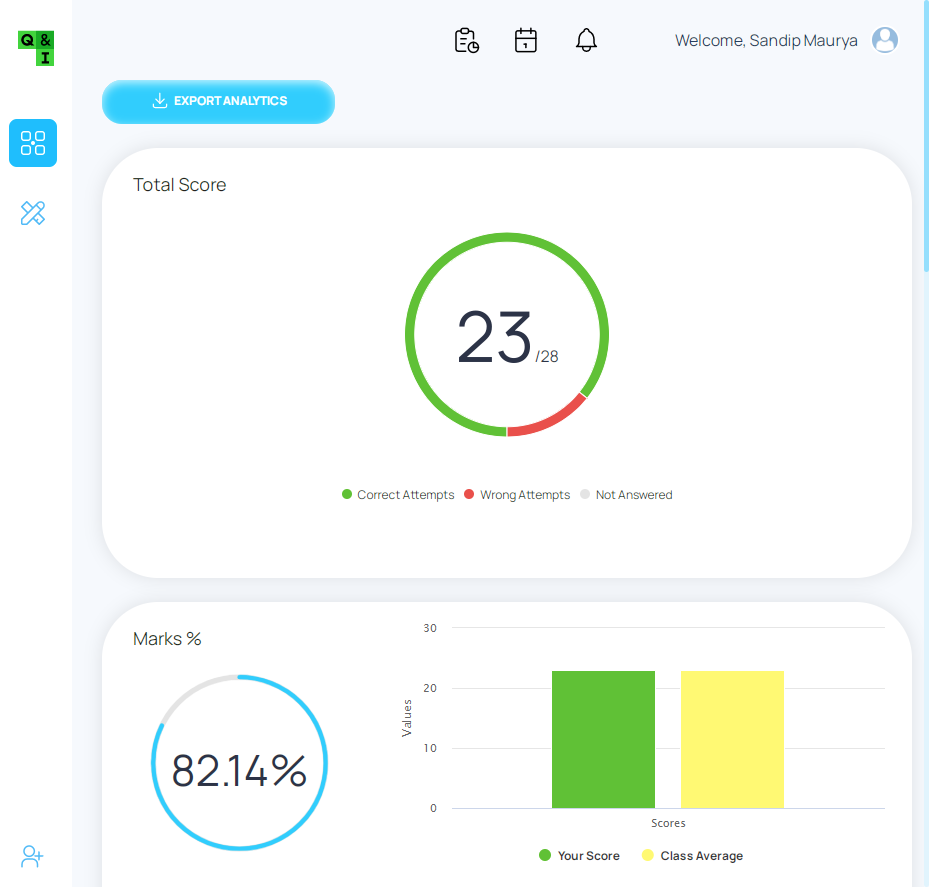 Q &
I
1
Welcome, Sandip Maurya
EXPORT ANALYTICS
Total Score
23/28
Correct Attempts Wrong Attempts Not Answered
Marks %
82.14%
30
20
10
0
Values
Scores
Your Score Class Average